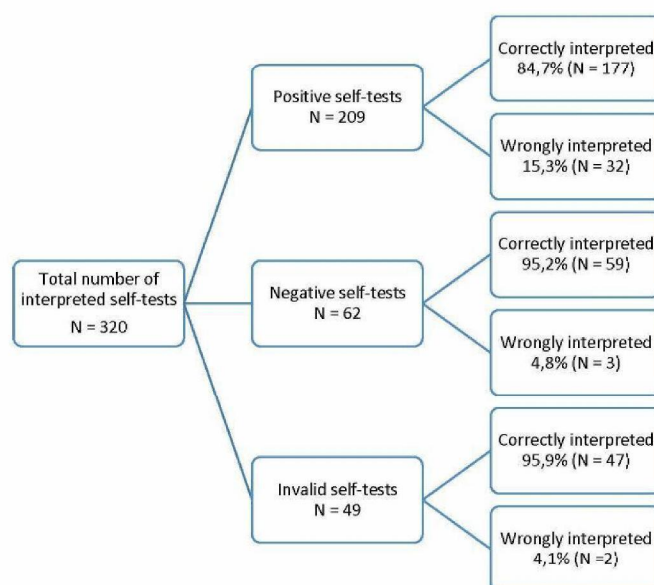 Correctly interpreted
84,7% (N = 177)
Positive self-tests
N = 209
Wrongly interpreted
15,3% (N = 32)
Correctly interpreted
95,2% (N = 59)
Total number of
interpreted self-tests
N = 320
Negative self-tests
N = 62
Wrongly interpreted
4,8% (N = 3)
Correctly interpreted
95,9% (N = 47)
Invalid self-tests
N = 49
Wrongly interpreted
4,1% (N =2)